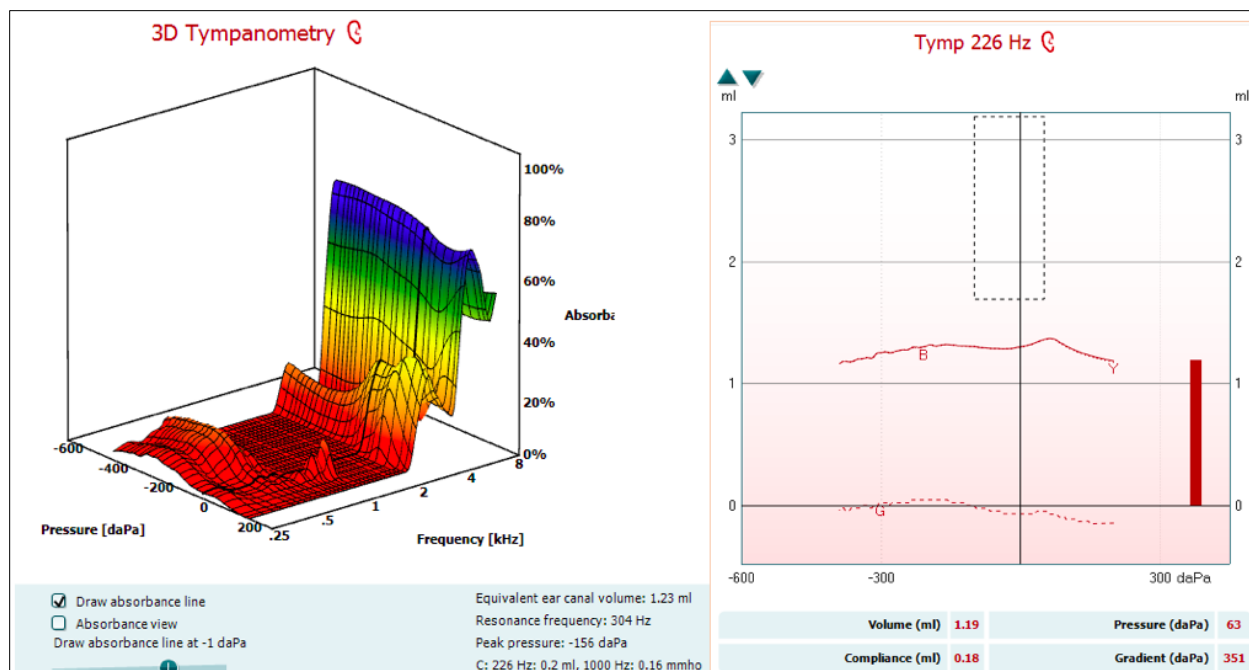 3D Tympanometry
100%
80%
60%
Absorba
40%
20%
0%
-600
-400
-200
0
200
.25
.5
1
2
4
8
Pressure [daPa]
Frequency [kHz]
Draw absorbance line
Absorbance view
Draw absorbance line at -1 daPa
Equivalent ear canal volume: 1.23 ml
Resonance frequency: 304 Hz
Peak pressure: -156 daPa
C: 226 Hz: 0.2 ml, 1000 Hz: 0.16 mmho
Tymp 226 Hz
ml ml
3 3
2 2
B
Y
1 1
G
0 0
-600 -300 300 daPa
Volume (ml) 1.19 Pressure (daPa) 63
Compliance (ml) 0.18 Gradient (daPa) 351